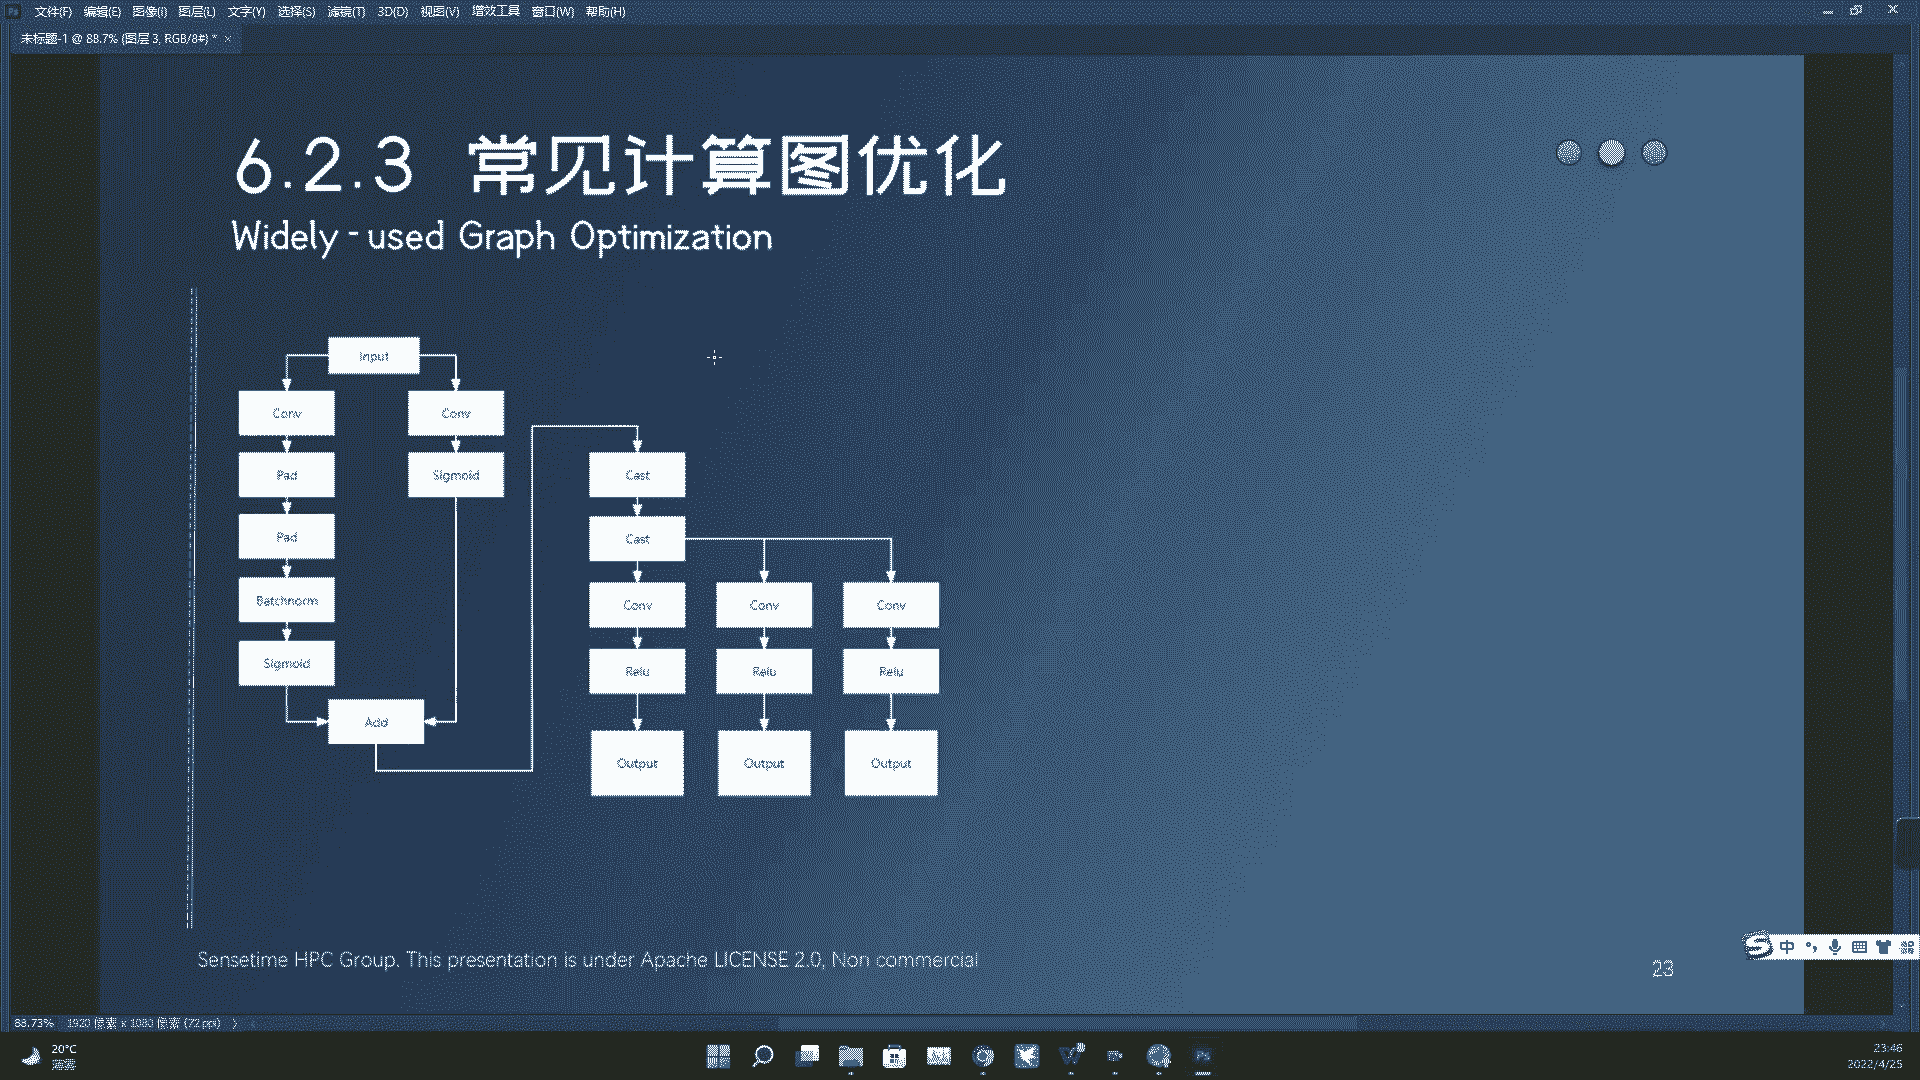 文件(F) 编辑(E) 图像(I) 图层(L) 文字(Y) 选择(S) 滤镜(T) 3D(D) 视图(V) 增效工具 窗口(W) 帮助(H)
未标题-1 @ 88.7% (图层 3, RGB/8#) * ×
6.2.3 常见计算图优化
Widely-used Graph Optimization
Input
Conv Conv
Pad Sigmoid
Pad
Batchnorm
Sigmoid
Add
Cast
Cast
Conv Conv Conv
Relu Relu Relu
Output Output Output
Sensetime HPC Group. This presentation is under Apache LICENSE 2.0, Non commercial
23
中
88.73% 1920 像素 x 1080 像素 (72 ppi)
20°C
Ps
23:46
2022/4/25